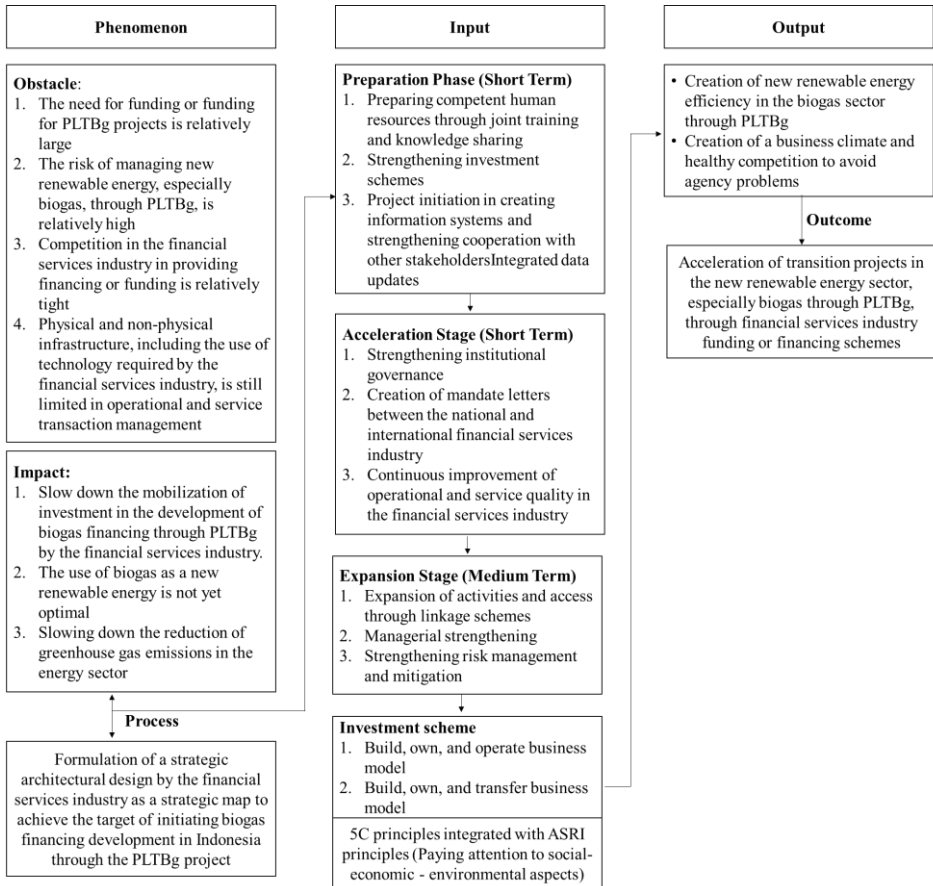 Phenomenon
Obstacle:
1. The need for funding or funding
for PLTBg projects is relatively
large
2. The risk of managing new
renewable energy, especially
biogas, through PLTBg, is
relatively high
3. Competition in the financial
services industry in providing
financing or funding is relatively
tight
4. Physical and non-physical
infrastructure, including the use of
technology required by the
financial services industry, is still
limited in operational and service
transaction management
Impact:
1. Slow down the mobilization of
investment in the development of
biogas financing through PLTBg
by the financial services industry.
2. The use of biogas as a new
renewable energy is not yet
optimal
3. Slowing down the reduction of
greenhouse gas emissions in the
energy sector
Process
Formulation of a strategic
architectural design by the financial
services industry as a strategic map to
achieve the target of initiating biogas
financing development in Indonesia
through the PLTBg project
Input
Preparation Phase (Short Term)
1. Preparing competent human
resources through joint training
and knowledge sharing
2. Strengthening investment
schemes
3. Project initiation in creating
information systems and
strengthening cooperation with
other stakeholdersIntegrated data
updates
Acceleration Stage (Short Term)
1. Strengthening institutional
governance
2. Creation of mandate letters
between the national and
international financial services
industry
3. Continuous improvement of
operational and service quality in
the financial services industry
Expansion Stage (Medium Term)
1. Expansion of activities and access
through linkage schemes
2. Managerial strengthening
3. Strengthening risk management
and mitigation
Investment scheme
1. Build, own, and operate business
model
2. Build, own, and transfer business
model
5C principles integrated with ASRI
principles (Paying attention to social-
economic - environmental aspects)
Output
• Creation of new renewable energy
efficiency in the biogas sector
through PLTBg
• Creation of a business climate and
healthy competition to avoid
agency problems
Outcome
Acceleration of transition projects in
the new renewable energy sector,
especially biogas through PLTBg,
through financial services industry
funding or financing schemes